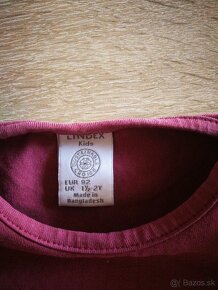 LINDEX
Kids
EUR 92
UK 1½-2Y
Made in
Bangladesh
Bazos.sk